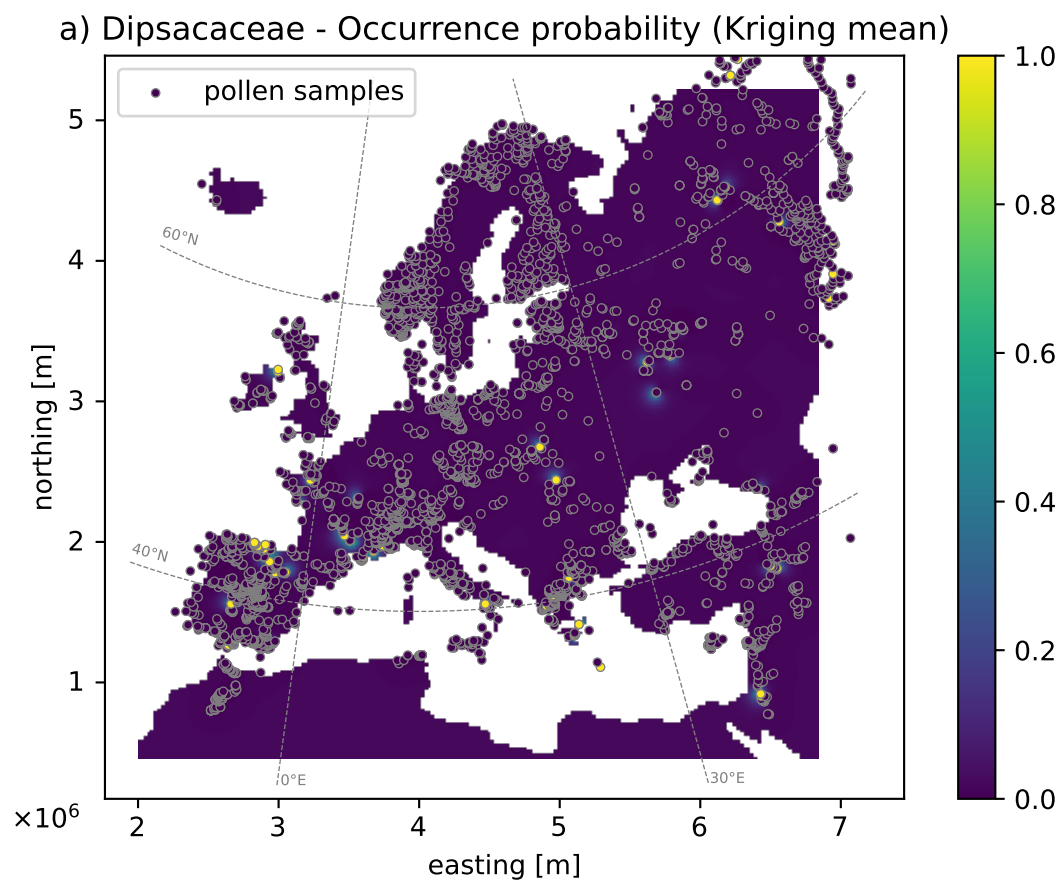 a) Dipsacaceae - Occurrence probability (Kriging mean)
pollen samples
60°N
40°N
0°E
30°E
northing [m]
5
4
3
2
1
×10⁶
2 3 4 5 6 7
easting [m]
1.0
0.8
0.6
0.4
0.2
0.0